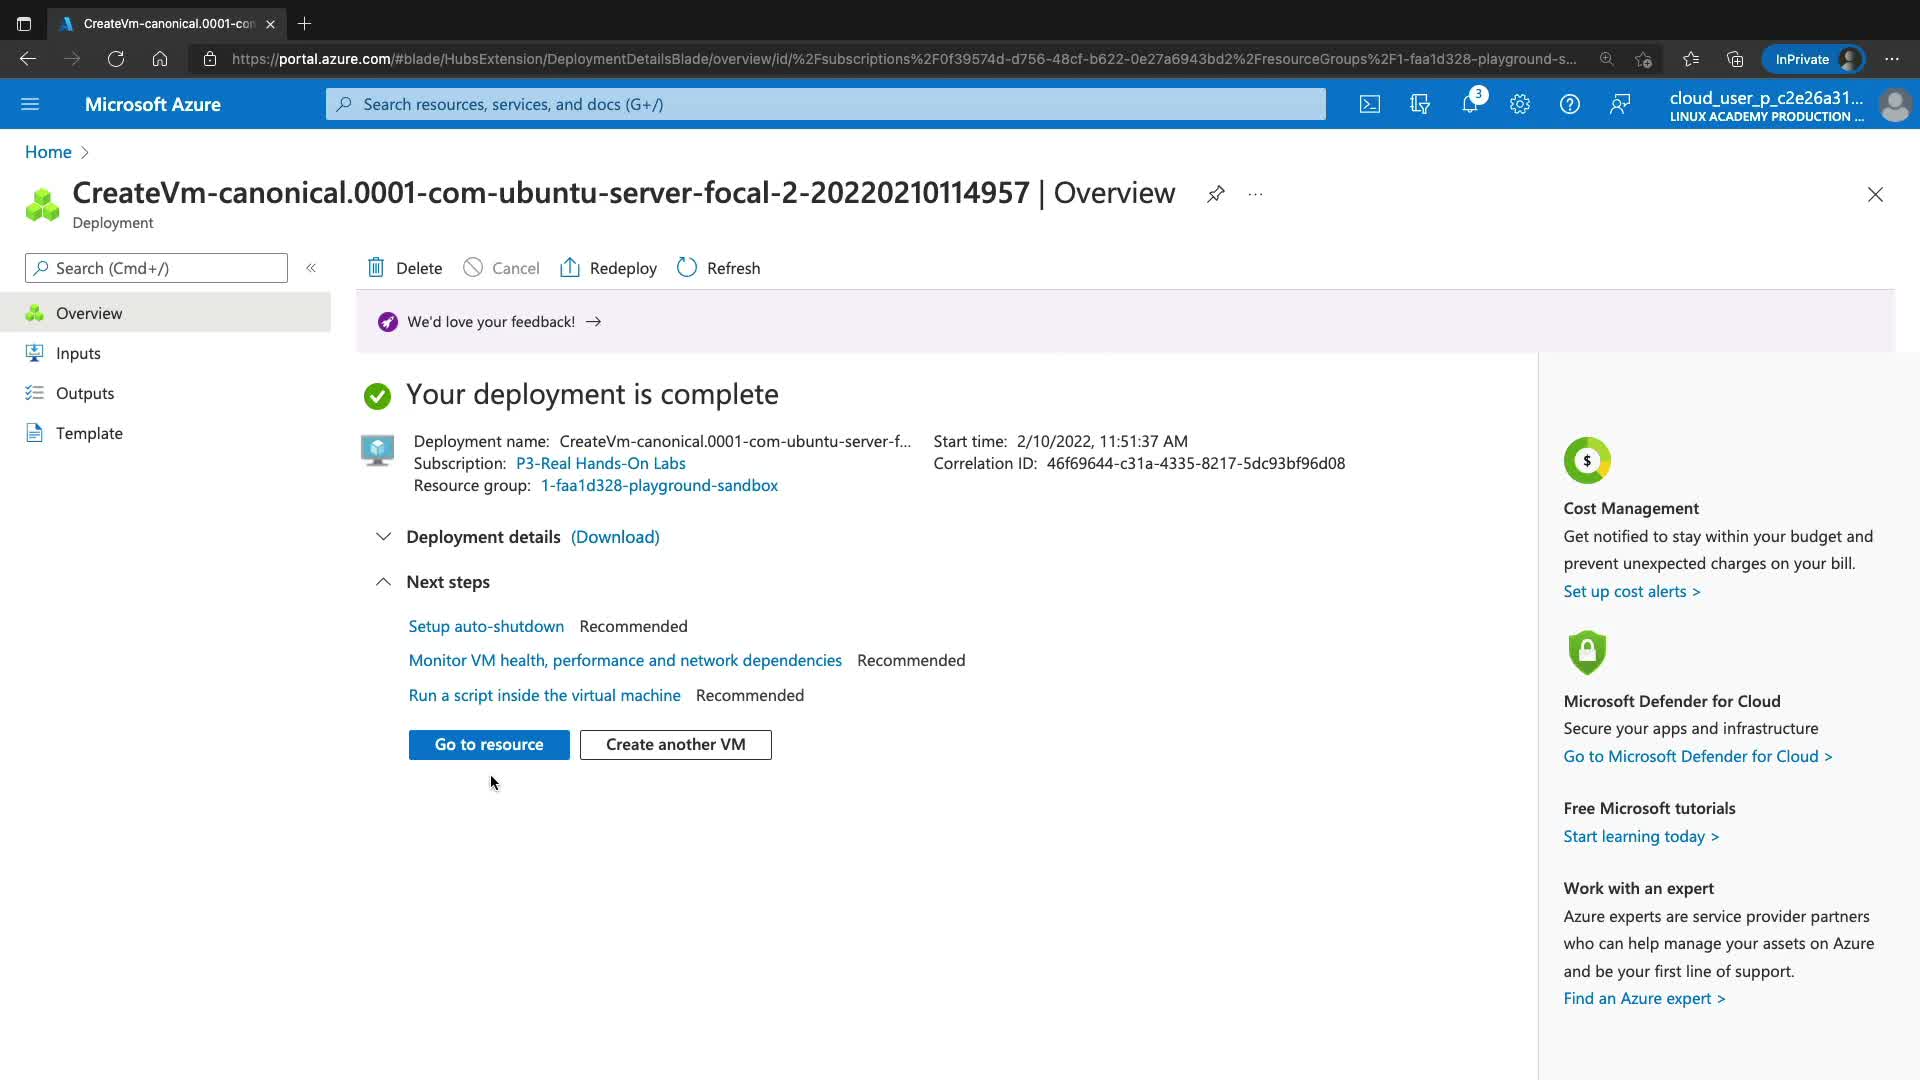 CreateVm-canonical.0001-con
https://portal.azure.com/#blade/HubsExtension/DeploymentDetailsBlade/overview/id/%2Fsubscriptions%2F0f39574d-d756-48cf-b622-0e27a6943bd2%2FresourceGroups%2F1-faa1d328-playground-s...
InPrivate
Microsoft Azure
Search resources, services, and docs (G+/)
3
cloud_user_p_c2e26a31...
LINUX ACADEMY PRODUCTION ...
Home
CreateVm-canonical.0001-com-ubuntu-server-focal-2-20220210114957 | Overview
Deployment
Search (Cmd+/)
Delete
Cancel
Redeploy
Refresh
Overview
Inputs
Outputs
Template
We'd love your feedback! →
Your deployment is complete
Deployment name: CreateVm-canonical.0001-com-ubuntu-server-f...
Subscription: P3-Real Hands-On Labs
Resource group: 1-faa1d328-playground-sandbox
Start time: 2/10/2022, 11:51:37 AM
Correlation ID: 46f69644-c31a-4335-8217-5dc93bf96d08
Deployment details (Download)
Next steps
Setup auto-shutdown Recommended
Monitor VM health, performance and network dependencies Recommended
Run a script inside the virtual machine Recommended
Go to resource
Create another VM
$
Cost Management
Get notified to stay within your budget and
prevent unexpected charges on your bill.
Set up cost alerts >
Microsoft Defender for Cloud
Secure your apps and infrastructure
Go to Microsoft Defender for Cloud >
Free Microsoft tutorials
Start learning today >
Work with an expert
Azure experts are service provider partners
who can help manage your assets on Azure
and be your first line of support.
Find an Azure expert >